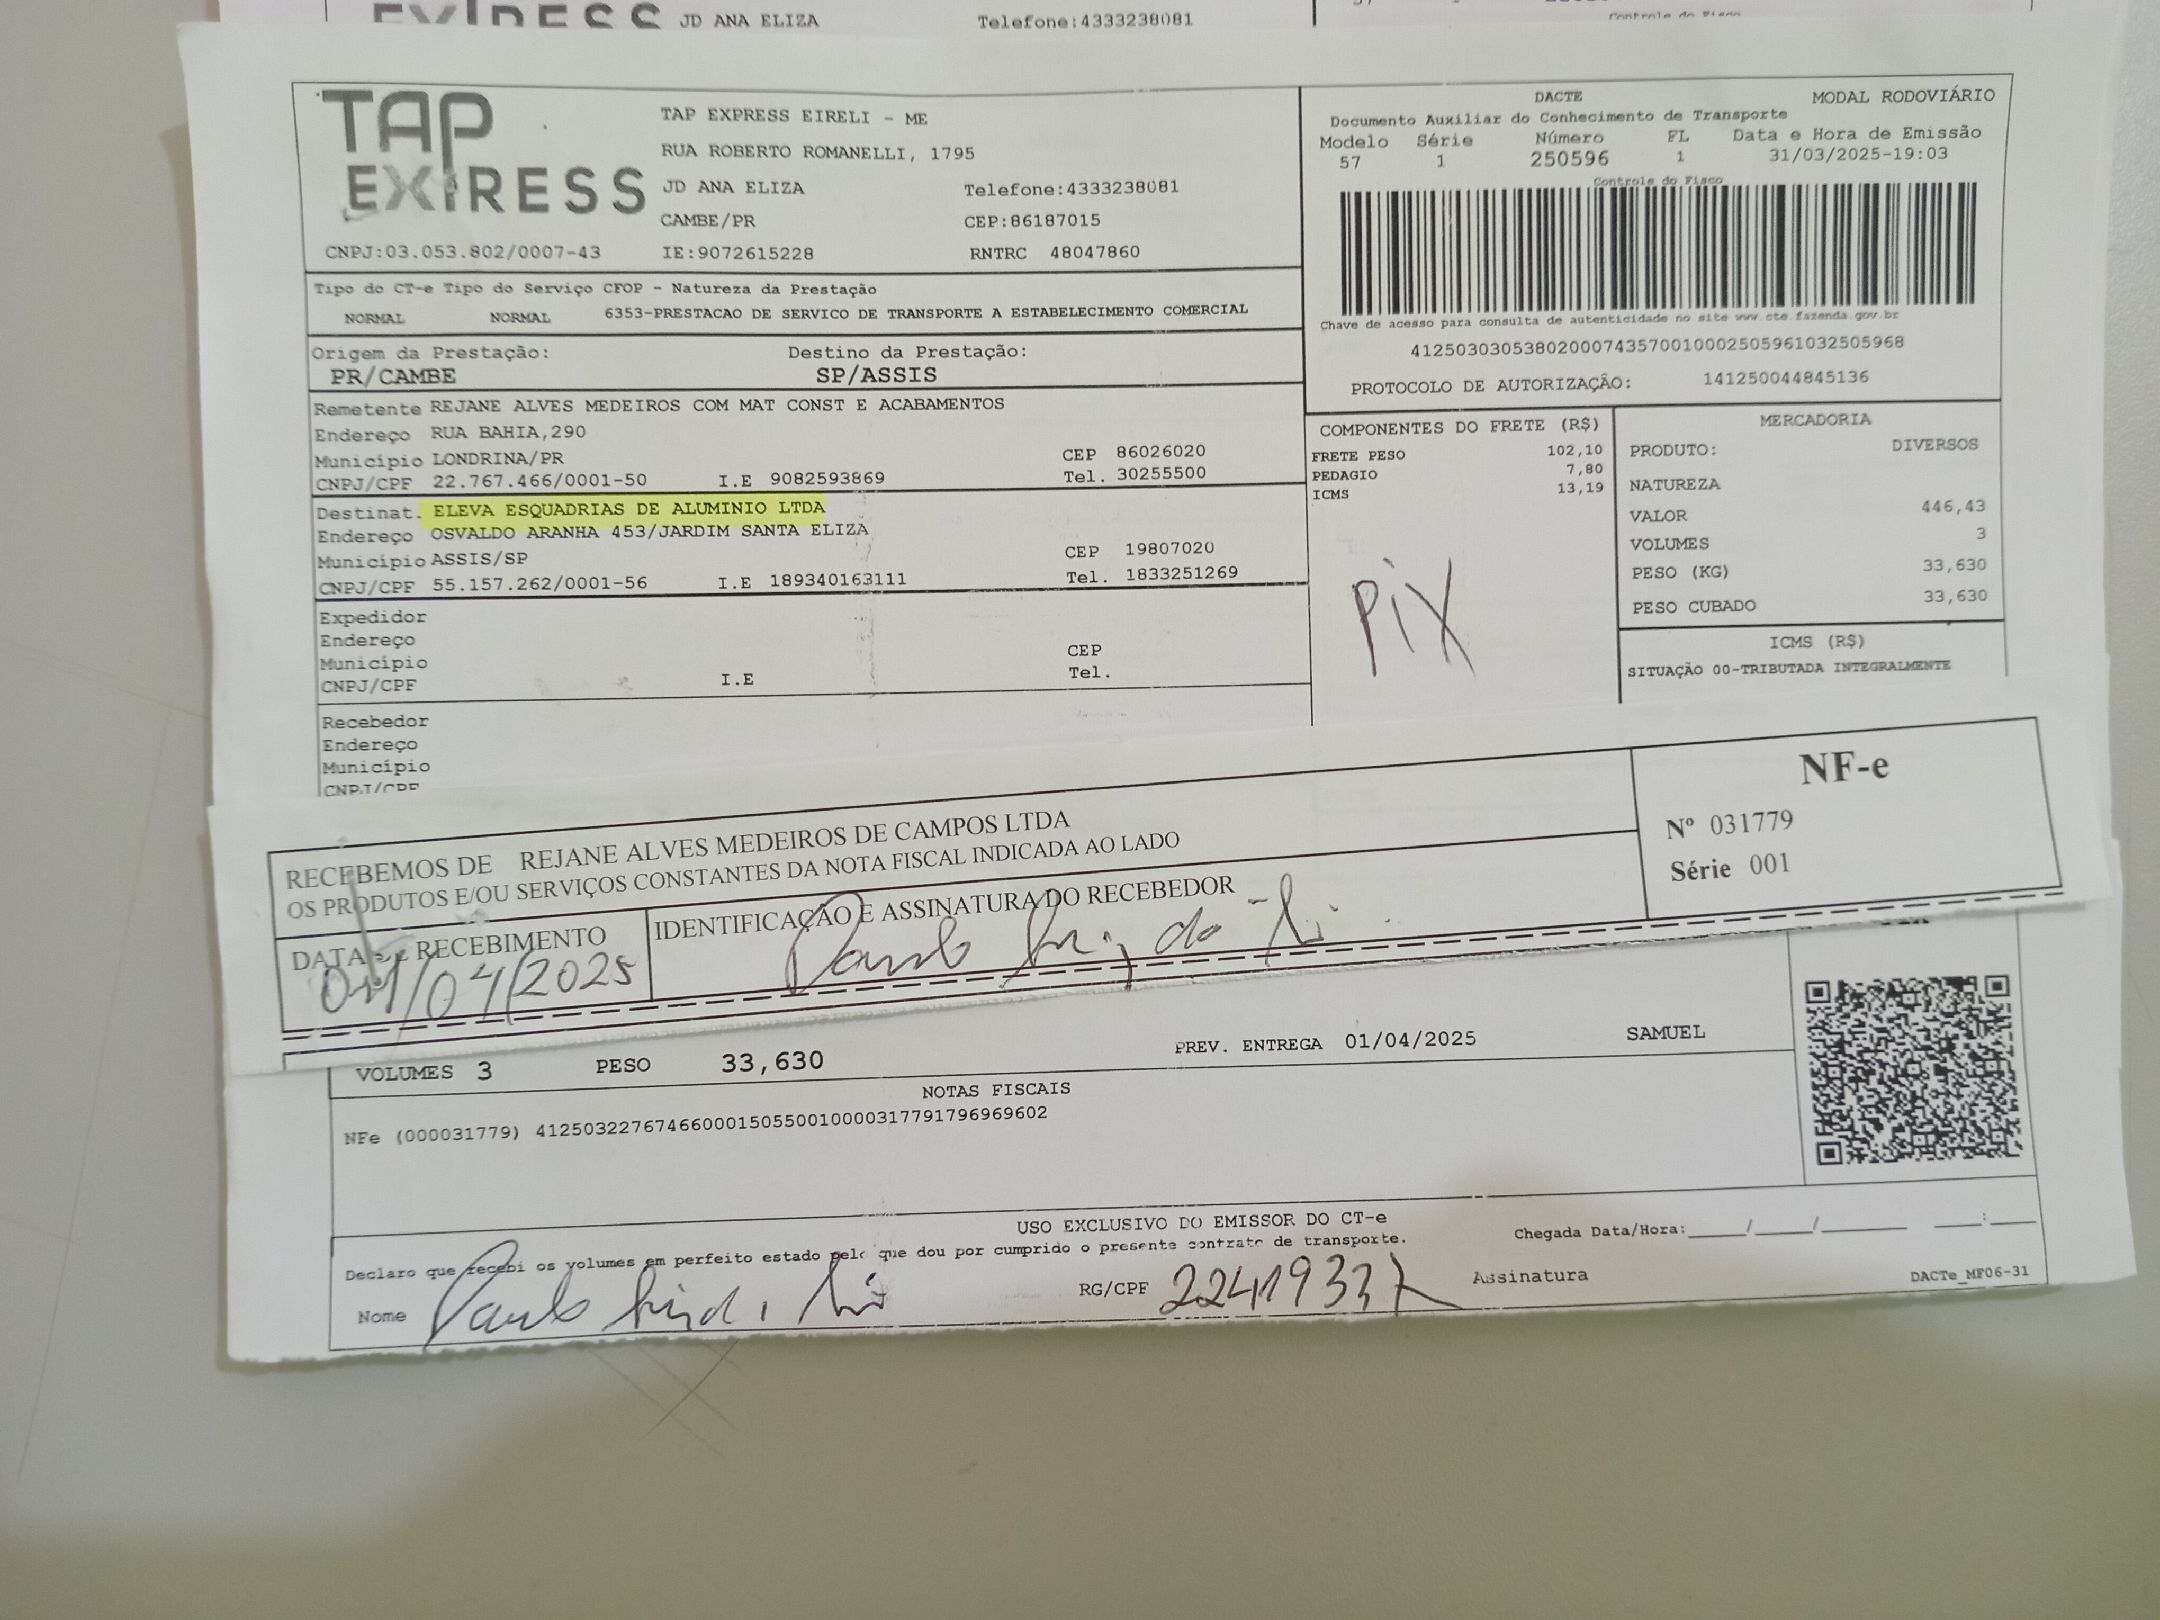 EXPRESS JD ANA ELIZA Telefone:4333238081
Controle do Fisco
TAP EXPRESS
TAP EXPRESS EIRELI - ME
RUA ROBERTO ROMANELLI, 1795
JD ANA ELIZA Telefone:4333238081
CAMBE/PR CEP:86187015
CNPJ:03.053.802/0007-43 IE:9072615228 RNTRC 48047860
DACTE MODAL RODOVIÁRIO
Documento Auxiliar do Conhecimento de Transporte
Modelo Série Número FL Data e Hora de Emissão
57 1 250596 1 31/03/2025-19:03
Controle do Fisco
Chave de acesso para consulta de autenticidade no site www.cte.fazenda.gov.br
41250303053802000743570010002505961032505968
PROTOCOLO DE AUTORIZAÇÃO: 141250044845136
Tipo do CT-e Tipo do Serviço CFOP - Natureza da Prestação
NORMAL NORMAL 6353-PRESTACAO DE SERVICO DE TRANSPORTE A ESTABELECIMENTO COMERCIAL
Origem da Prestação: Destino da Prestação:
PR/CAMBE SP/ASSIS
Remetente REJANE ALVES MEDEIROS COM MAT CONST E ACABAMENTOS
Endereço RUA BAHIA,290
Município LONDRINA/PR CEP 86026020
CNPJ/CPF 22.767.466/0001-50 I.E 9082593869 Tel. 30255500
Destinat. ELEVA ESQUADRIAS DE ALUMINIO LTDA
Endereço OSVALDO ARANHA 453/JARDIM SANTA ELIZA
Município ASSIS/SP CEP 19807020
CNPJ/CPF 55.157.262/0001-56 I.E 189340163111 Tel. 1833251269
Expedidor
Endereço
Município CEP
CNPJ/CPF I.E Tel.
Recebedor
Endereço
Município
CNPJ/CPF
COMPONENTES DO FRETE (R$)
FRETE PESO 102,10
PEDAGIO 7,80
ICMS 13,19
PIX
MERCADORIA
PRODUTO: DIVERSOS
NATUREZA
VALOR 446,43
VOLUMES 3
PESO (KG) 33,630
PESO CUBADO 33,630
ICMS (R$)
SITUAÇÃO 00-TRIBUTADA INTEGRALMENTE
RECEBEMOS DE REJANE ALVES MEDEIROS DE CAMPOS LTDA
OS PRODUTOS E/OU SERVIÇOS CONSTANTES DA NOTA FISCAL INDICADA AO LADO
DATA DE RECEBIMENTO IDENTIFICAÇÃO E ASSINATURA DO RECEBEDOR
/04/2025 Paulo
NF-e
Nº 031779
Série 001
VOLUMES 3 PESO 33,630 PREV. ENTREGA 01/04/2025 SAMUEL
NOTAS FISCAIS
NFe (000031779) 41250322767466000150550010000317791796969602
USO EXCLUSIVO DO EMISSOR DO CT-e
Declaro que recebi os volumes em perfeito estado pelo que dou por cumprido o presente contrato de transporte.
Chegada Data/Hora:_____/_____/_______ ____:____
Nome Paulo RG/CPF Assinatura
DACTe_MF06-31